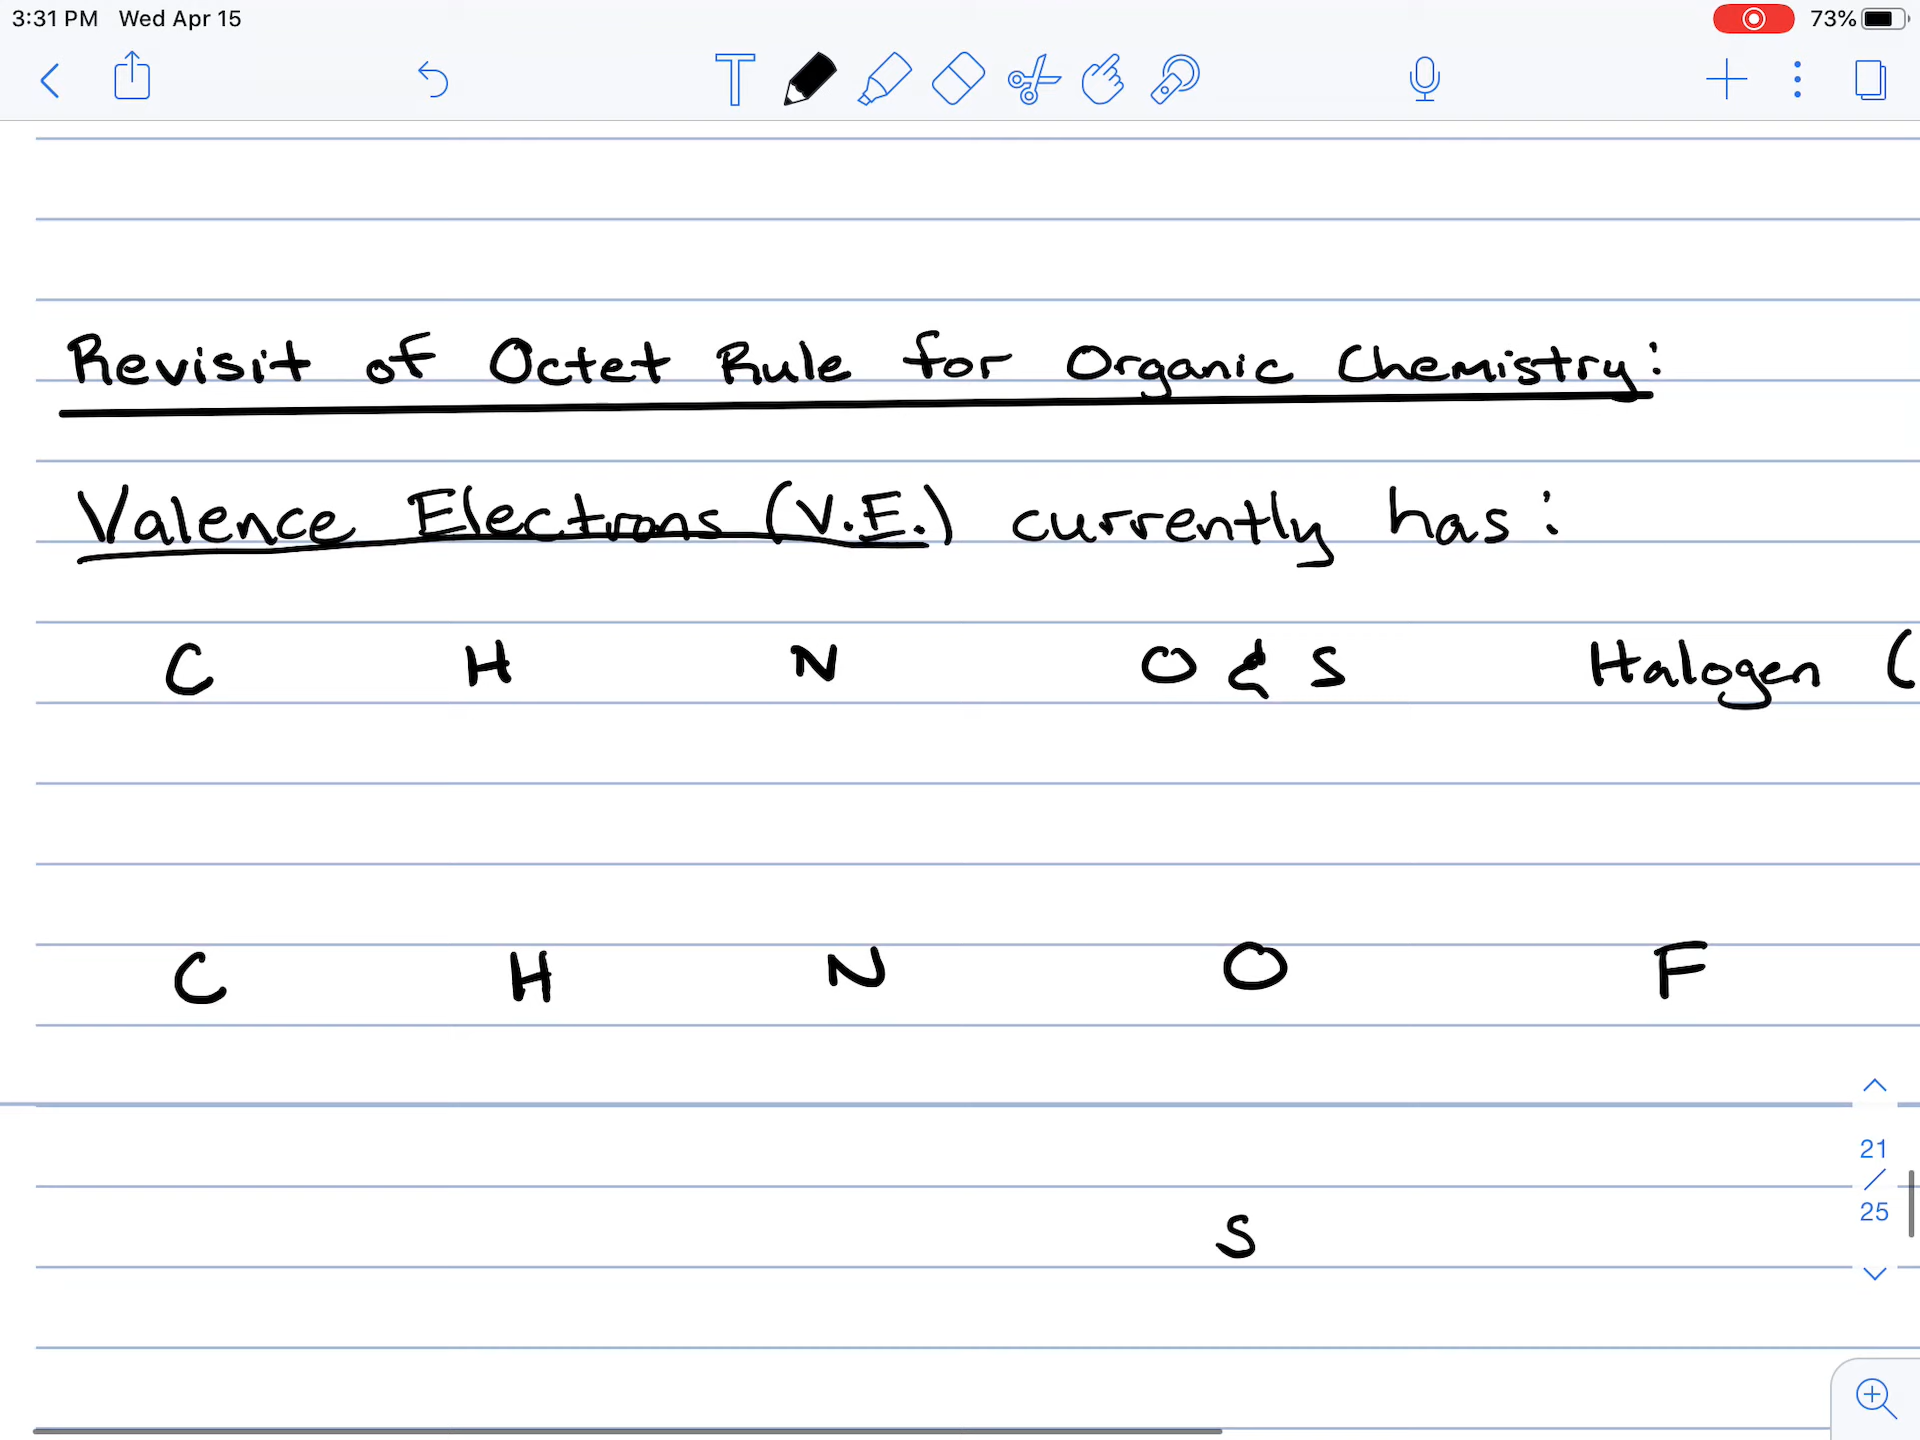 3:31 PM Wed Apr 15 73%
T
Revisit of Octet Rule for Organic Chemistry:
Valence Electrons (V.E.) currently has:
C H N O & S Halogen (
C H N O F
21
/
25
S